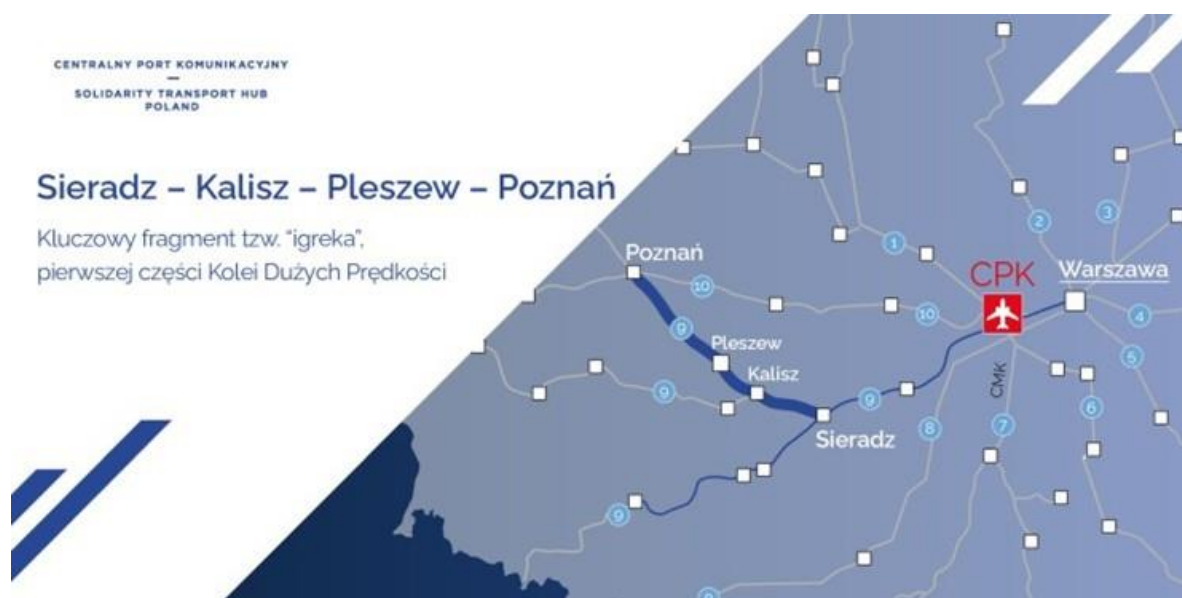 CENTRALNY PORT KOMUNIKACYJNY
—
SOLIDARITY TRANSPORT HUB
POLAND
Sieradz – Kalisz – Pleszew – Poznań
Kluczowy fragment tzw. "igreka",
pierwszej części Kolei Dużych Prędkości
3
2
1
Poznań
CPK
Warszawa
10
10
4
9
Pleszew
5
Kalisz
CMK
9
9
6
8
7
Sieradz
9